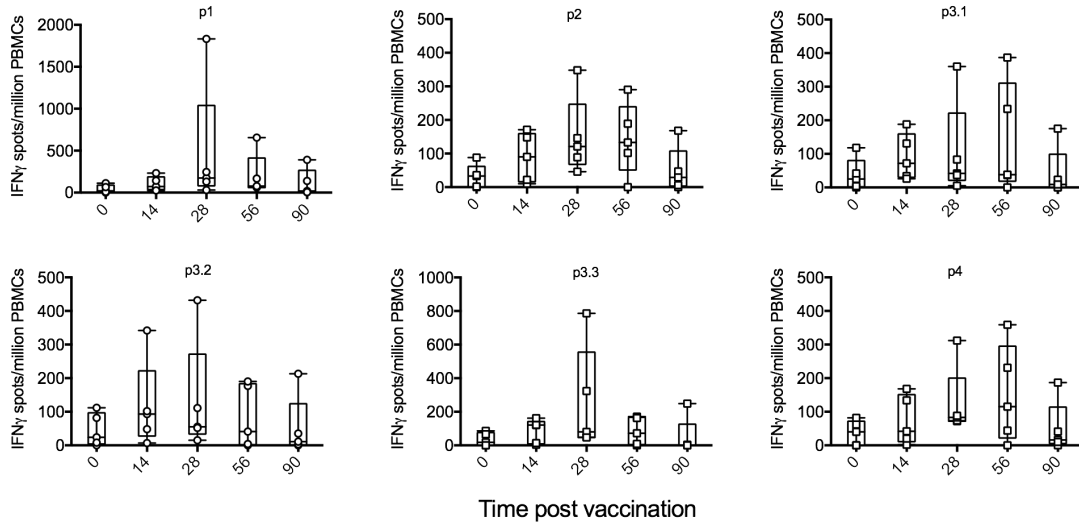 p1
IFNγ spots/million PBMCs
2000
1500
1000
500
0
0 14 28 56 90
p2
IFNγ spots/million PBMCs
500
400
300
200
100
0
0 14 28 56 90
p3.1
IFNγ spots/million PBMCs
500
400
300
200
100
0
0 14 28 56 90
p3.2
IFNγ spots/million PBMCs
500
400
300
200
100
0
0 14 28 56 90
p3.3
IFNγ spots/million PBMCs
1000
800
600
400
200
0
0 14 28 56 90
p4
IFNγ spots/million PBMCs
500
400
300
200
100
0
0 14 28 56 90
Time post vaccination